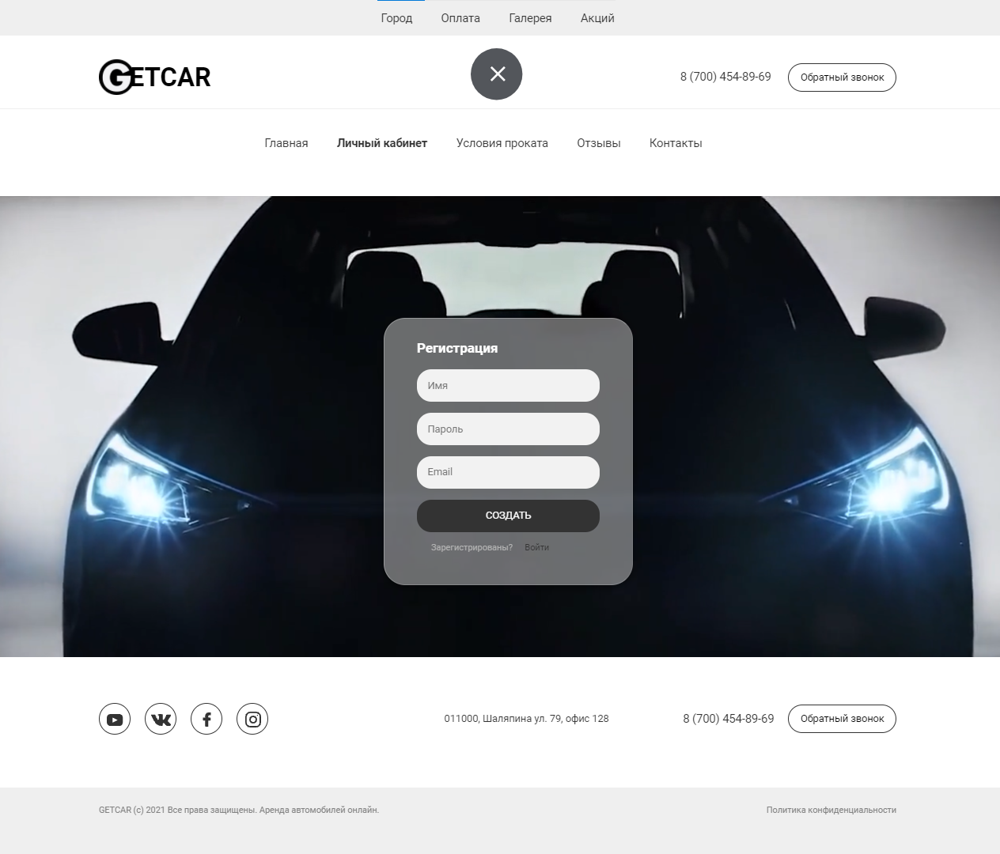 Город Оплата Галерея Акций
GETCAR
8 (700) 454-89-69 Обратный звонок
Главная Личный кабинет Условия проката Отзывы Контакты
Регистрация
Имя
Пароль
Email
СОЗДАТЬ
Зарегистрированы? Войти
011000, Шаляпина ул. 79, офис 128 8 (700) 454-89-69 Обратный звонок
GETCAR (c) 2021 Все права защищены. Аренда автомобилей онлайн. Политика конфиденциальности